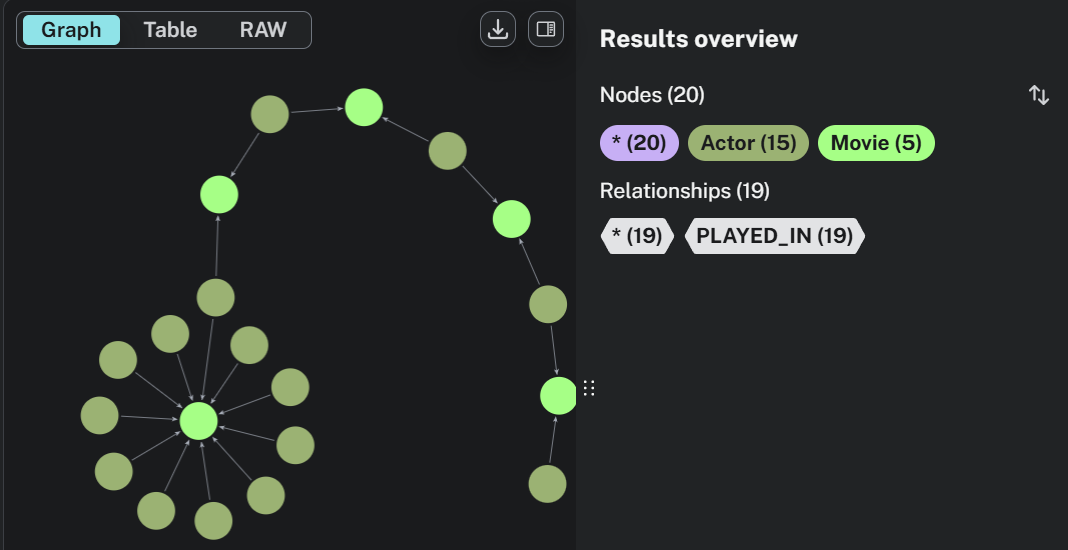 Graph Table RAW
Results overview
Nodes (20)
* (20) Actor (15) Movie (5)
Relationships (19)
* (19) PLAYED_IN (19)